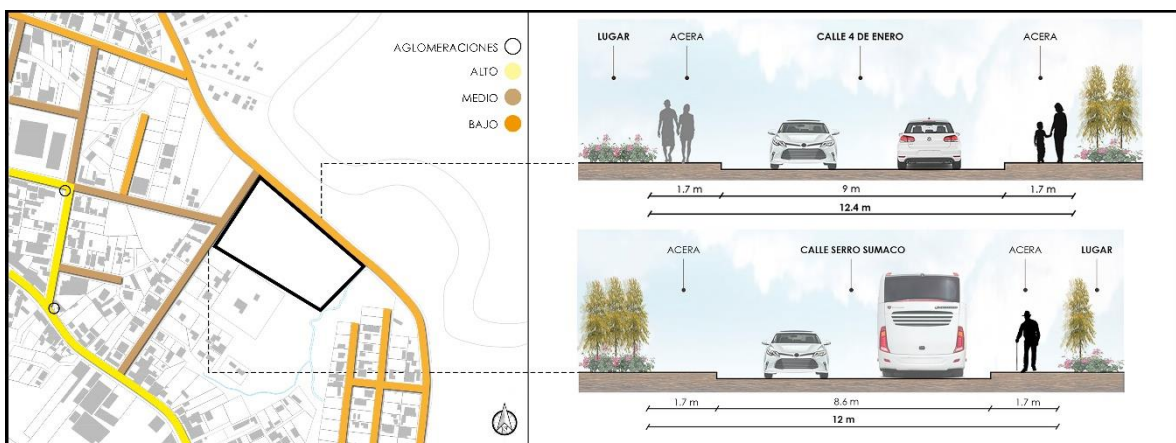 AGLOMERACIONES
ALTO
MEDIO
BAJO
LUGAR ACERA CALLE 4 DE ENERO ACERA
1.7 m 9 m 1.7 m
12.4 m
ACERA CALLE SERRO SUMACO ACERA LUGAR
1.7 m 8.6 m 1.7 m
12 m